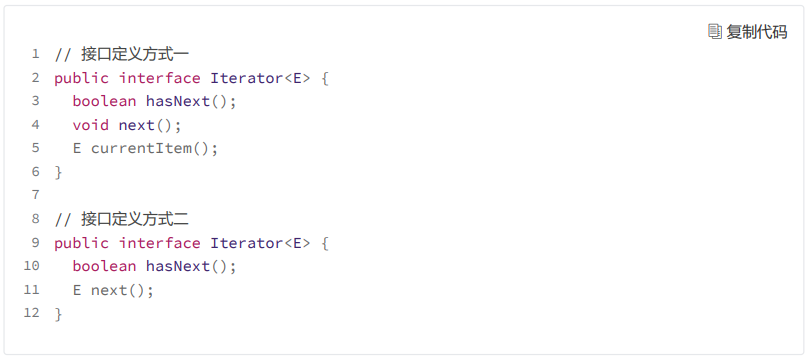 复制代码
1 // 接口定义方式一
2 public interface Iterator<E> {
3   boolean hasNext();
4   void next();
5   E currentItem();
6 }
7
8 // 接口定义方式二
9 public interface Iterator<E> {
10   boolean hasNext();
11   E next();
12 }